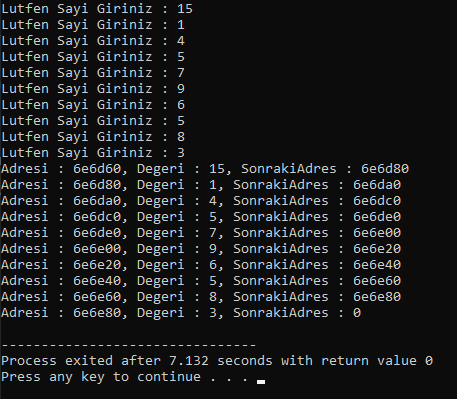 Lutfen Sayi Giriniz : 15
Lutfen Sayi Giriniz : 1
Lutfen Sayi Giriniz : 4
Lutfen Sayi Giriniz : 5
Lutfen Sayi Giriniz : 7
Lutfen Sayi Giriniz : 9
Lutfen Sayi Giriniz : 6
Lutfen Sayi Giriniz : 5
Lutfen Sayi Giriniz : 8
Lutfen Sayi Giriniz : 3
Adresi : 6e6d60, Degeri : 15, SonrakiAdres : 6e6d80
Adresi : 6e6d80, Degeri : 1, SonrakiAdres : 6e6da0
Adresi : 6e6da0, Degeri : 4, SonrakiAdres : 6e6dc0
Adresi : 6e6dc0, Degeri : 5, SonrakiAdres : 6e6de0
Adresi : 6e6de0, Degeri : 7, SonrakiAdres : 6e6e00
Adresi : 6e6e00, Degeri : 9, SonrakiAdres : 6e6e20
Adresi : 6e6e20, Degeri : 6, SonrakiAdres : 6e6e40
Adresi : 6e6e40, Degeri : 5, SonrakiAdres : 6e6e60
Adresi : 6e6e60, Degeri : 8, SonrakiAdres : 6e6e80
Adresi : 6e6e80, Degeri : 3, SonrakiAdres : 0
--------------------------------
Process exited after 7.132 seconds with return value 0
Press any key to continue . . .